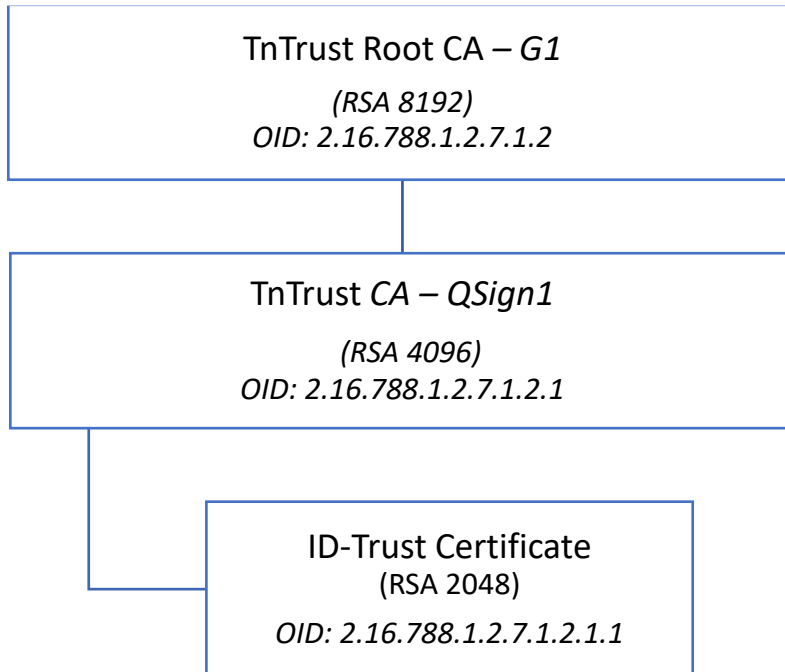 TnTrust Root CA – G1
(RSA 8192)
OID: 2.16.788.1.2.7.1.2
TnTrust CA – QSign1
(RSA 4096)
OID: 2.16.788.1.2.7.1.2.1
ID-Trust Certificate
(RSA 2048)
OID: 2.16.788.1.2.7.1.2.1.1